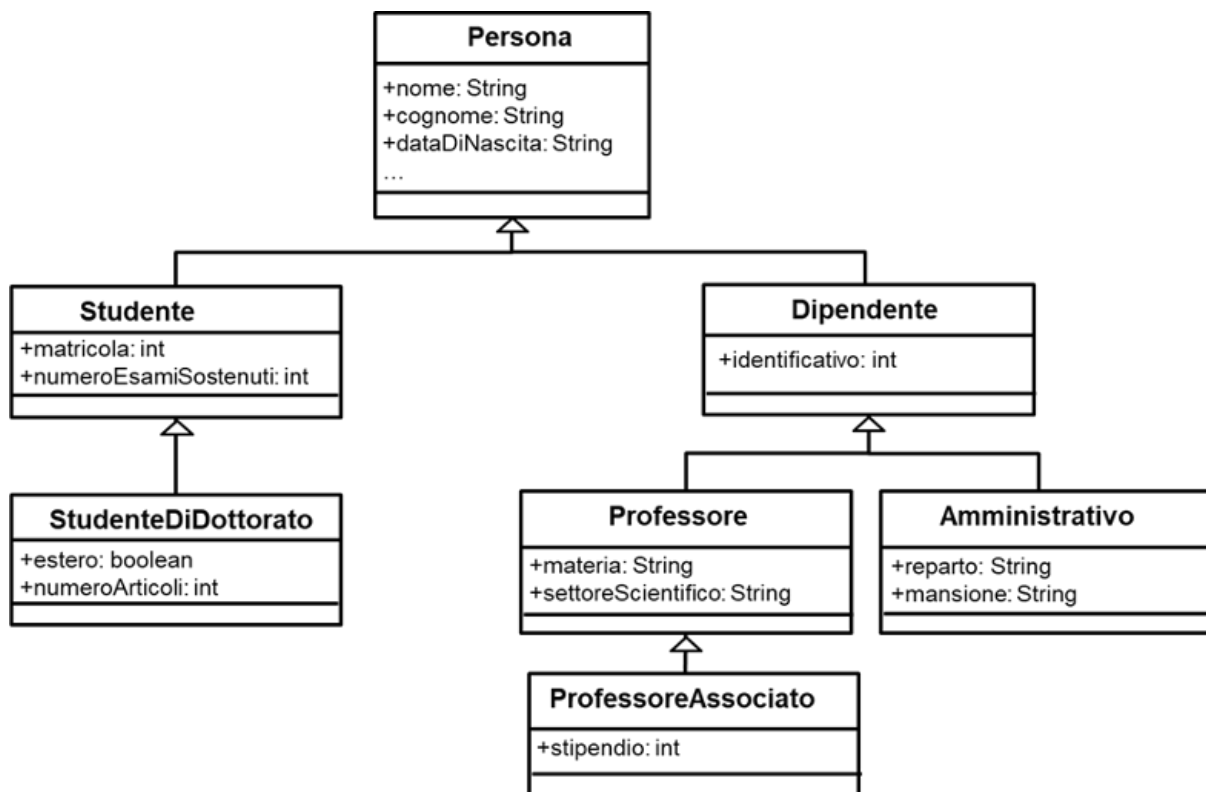 Persona
+nome: String
+cognome: String
+dataDiNascita: String
...
Studente
+matricola: int
+numeroEsamiSostenuti: int
Dipendente
+identificativo: int
StudenteDiDottorato
+estero: boolean
+numeroArticoli: int
Professore
+materia: String
+settoreScientifico: String
Amministrativo
+reparto: String
+mansione: String
ProfessoreAssociato
+stipendio: int